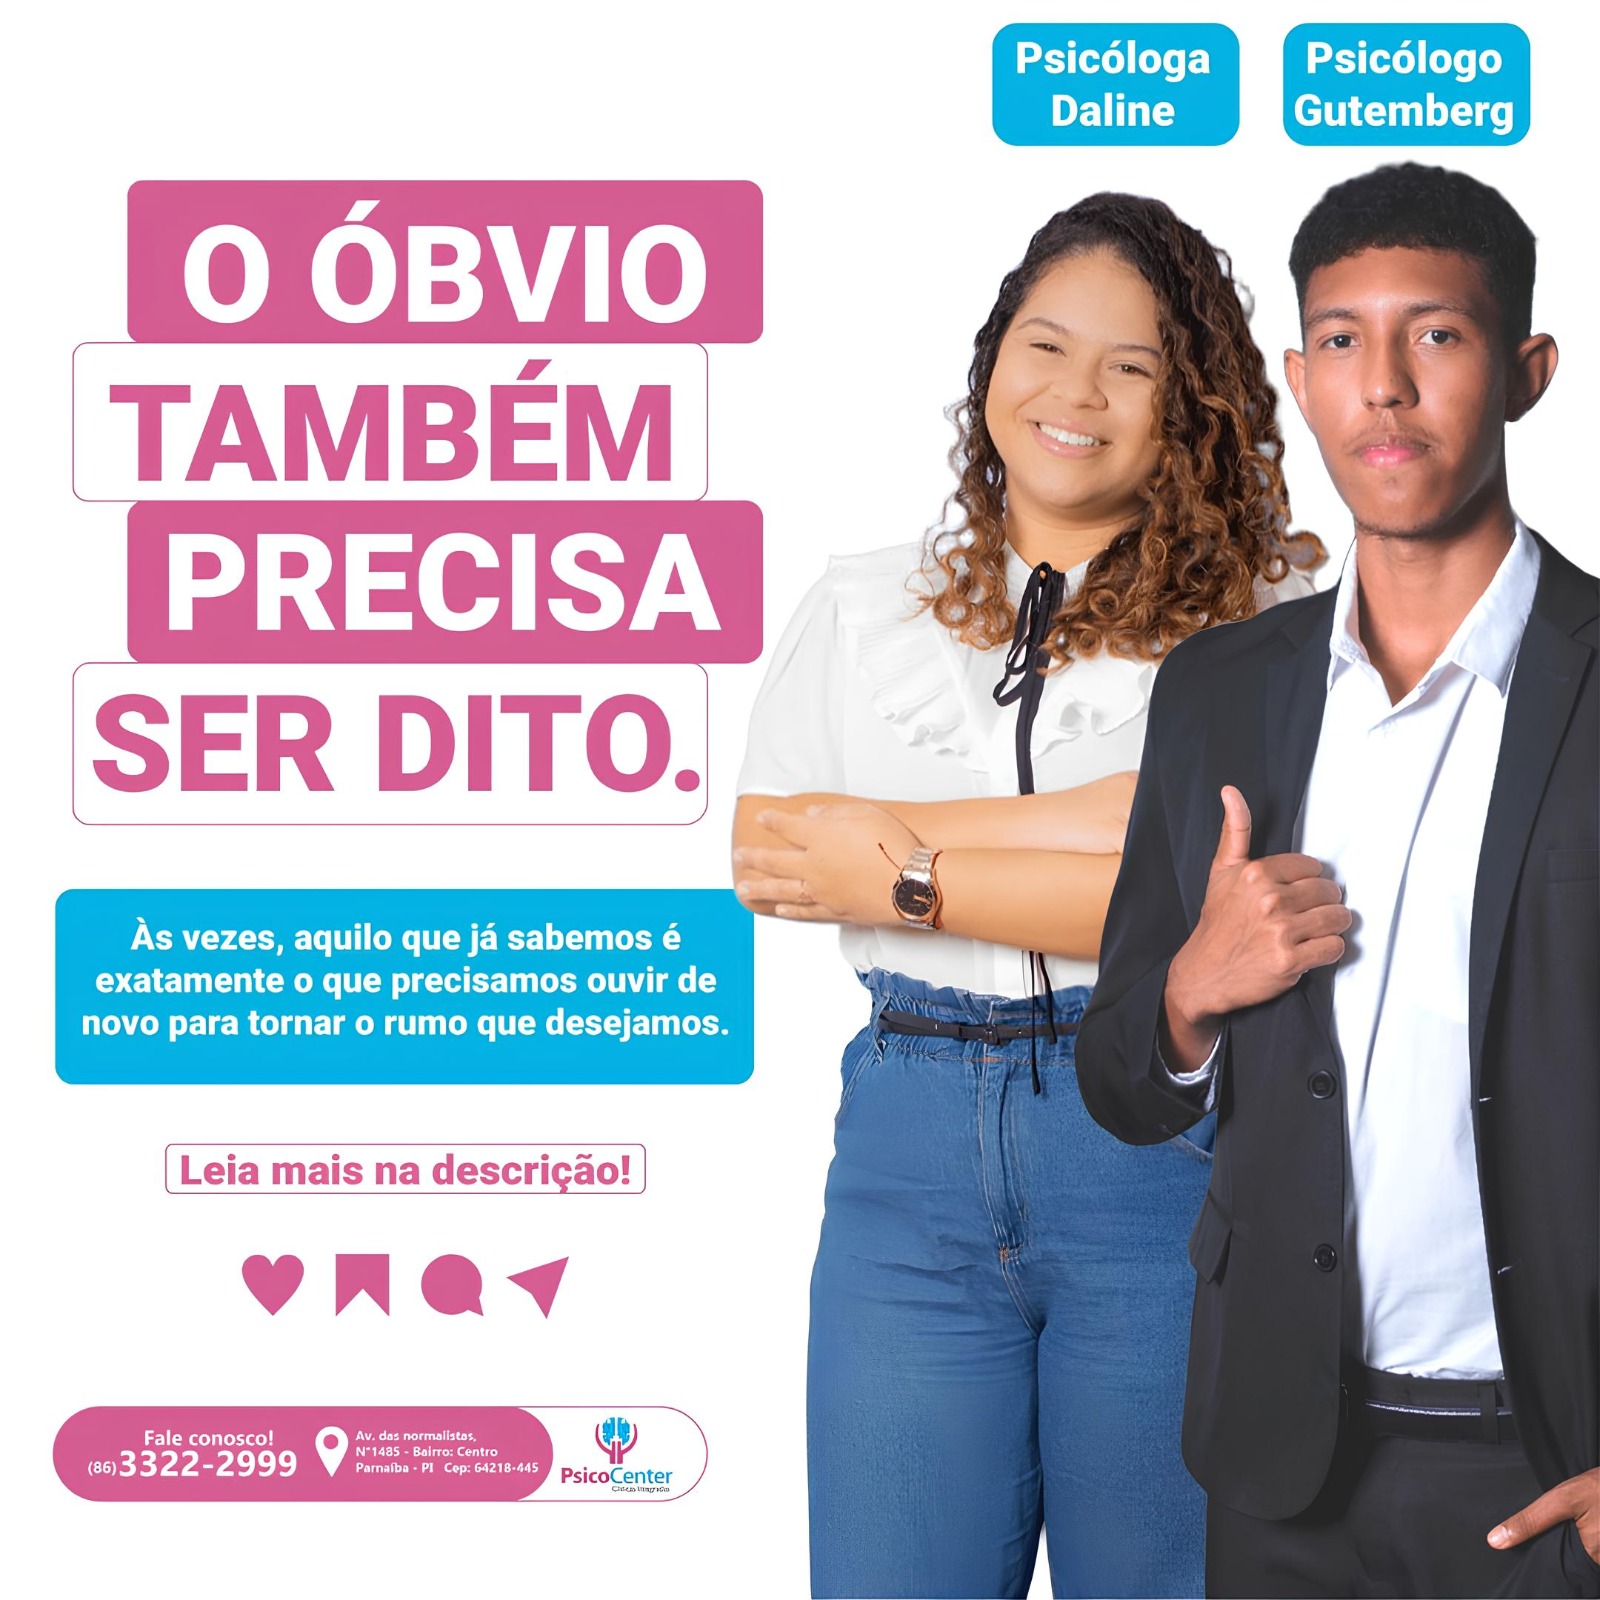 Psicóloga
Daline
Psicólogo
Gutemberg
O ÓBVIO
TAMBÉM
PRECISA
SER DITO.
Às vezes, aquilo que já sabemos é
exatamente o que precisamos ouvir de
novo para tornar o rumo que desejamos.
Leia mais na descrição!
Fale conosco!
(86)3322-2999
Av. das normalistas,
N°1485 - Bairro: Centro
Parnaíba - PI Cep: 64218-445
PsicoCenter